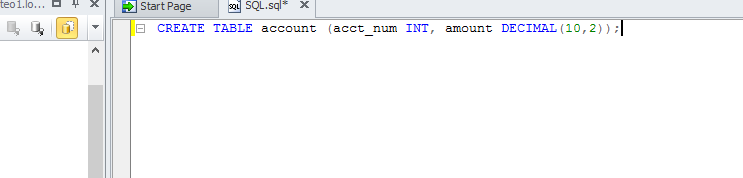 teo1.lo...
Start Page
SQL.sql*
CREATE TABLE account (acct_num INT, amount DECIMAL(10,2));